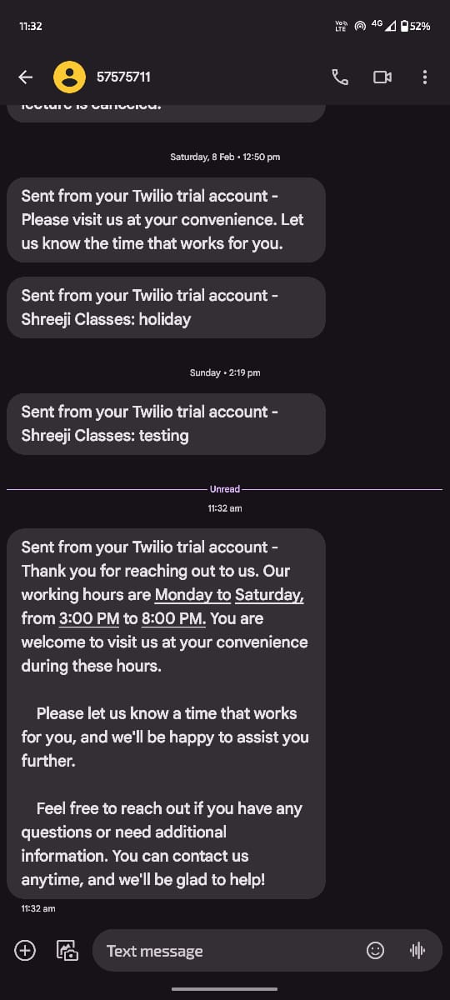 11:32
Vo LTE 4G 52%
57575711
lecture is canceled.
Saturday, 8 Feb • 12:50 pm
Sent from your Twilio trial account -
Please visit us at your convenience. Let
us know the time that works for you.
Sent from your Twilio trial account -
Shreeji Classes: holiday
Sunday • 2:19 pm
Sent from your Twilio trial account -
Shreeji Classes: testing
Unread
11:32 am
Sent from your Twilio trial account -
Thank you for reaching out to us. Our
working hours are Monday to Saturday,
from 3:00 PM to 8:00 PM. You are
welcome to visit us at your convenience
during these hours.
Please let us know a time that works
for you, and we'll be happy to assist you
further.
Feel free to reach out if you have any
questions or need additional
information. You can contact us
anytime, and we'll be glad to help!
11:32 am
Text message